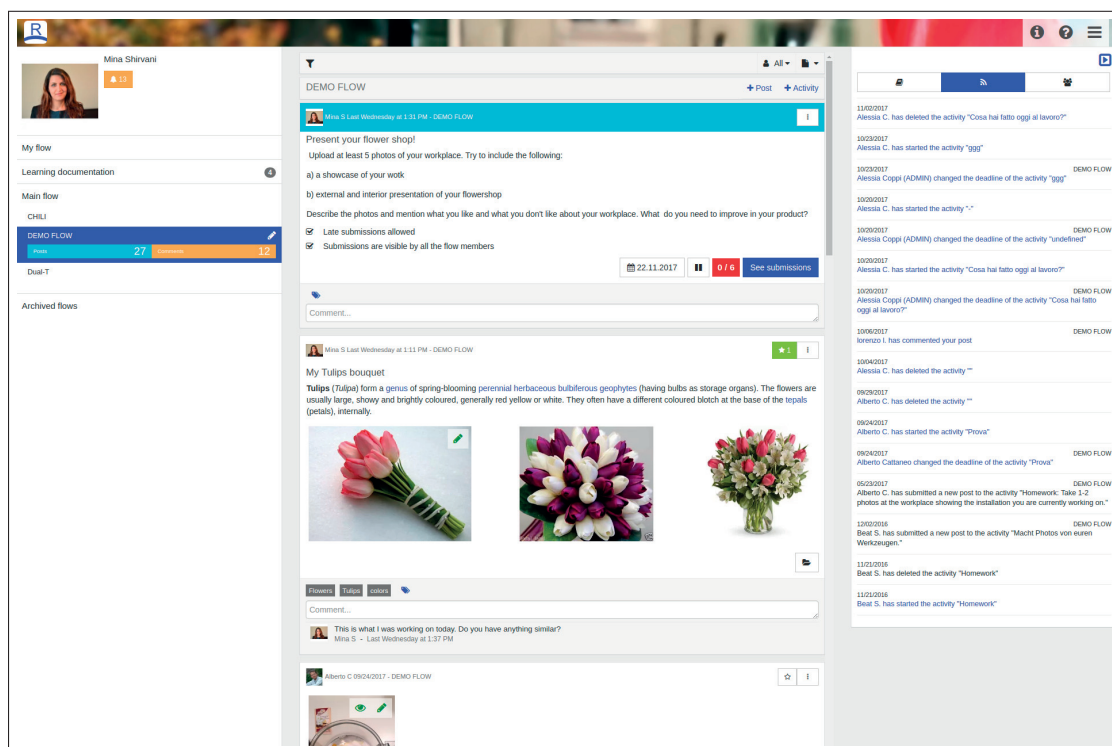 R
Mina Shirvani
13
My flow
Learning documentation 4
Main flow
CHILI
DEMO FLOW
Posts 27 Comments 12
Dual-T
Archived flows
All
DEMO FLOW
+ Post + Activity
Mina S Last Wednesday at 1:31 PM - DEMO FLOW
Present your flower shop!
Upload at least 5 photos of your workplace. Try to include the following:
a) a showcase of your wotk
b) external and interior presentation of your flowershop
Describe the photos and mention what you like and what you don't like about your workplace. What do you need to improve in your product?
Late submissions allowed
Submissions are visible by all the flow members
22.11.2017 0 / 6 See submissions
Comment...
Mina S Last Wednesday at 1:11 PM - DEMO FLOW
1
My Tulips bouquet
Tulips (Tulipa) form a genus of spring-blooming perennial herbaceous bulbiferous geophytes (having bulbs as storage organs). The flowers are
usually large, showy and brightly coloured, generally red yellow or white. They often have a different coloured blotch at the base of the tepals
(petals), internally.
Flowers Tulips colors
Comment...
This is what I was working on today. Do you have anything similar?
Mina S - Last Wednesday at 1:37 PM
Alberto C 09/24/2017 - DEMO FLOW
11/02/2017
Alessia C. has deleted the activity "Cosa hai fatto oggi al lavoro?"
10/23/2017
Alessia C. has started the activity "ggg"
10/23/2017 DEMO FLOW
Alessia Coppi (ADMIN) changed the deadline of the activity "ggg"
10/20/2017
Alessia C. has started the activity "-"
10/20/2017 DEMO FLOW
Alessia Coppi (ADMIN) changed the deadline of the activity "undefined"
10/20/2017
Alessia C. has started the activity "Cosa hai fatto oggi al lavoro?"
10/20/2017 DEMO FLOW
Alessia Coppi (ADMIN) changed the deadline of the activity "Cosa hai fatto
oggi al lavoro?"
10/06/2017 DEMO FLOW
lorenzo l. has commented your post
10/04/2017
Alessia C. has deleted the activity ""
09/29/2017
Alberto C. has deleted the activity ""
09/24/2017
Alberto C. has started the activity "Prova"
09/24/2017 DEMO FLOW
Alberto Cattaneo changed the deadline of the activity "Prova"
05/23/2017 DEMO FLOW
Alberto C. has submitted a new post to the activity "Homework: Take 1-2
photos at the workplace showing the installation you are currently working on."
12/02/2016 DEMO FLOW
Beat S. has submitted a new post to the activity "Macht Photos von euren
Werkzeugen."
11/21/2016
Beat S. has deleted the activity "Homework"
11/21/2016
Beat S. has started the activity "Homework"